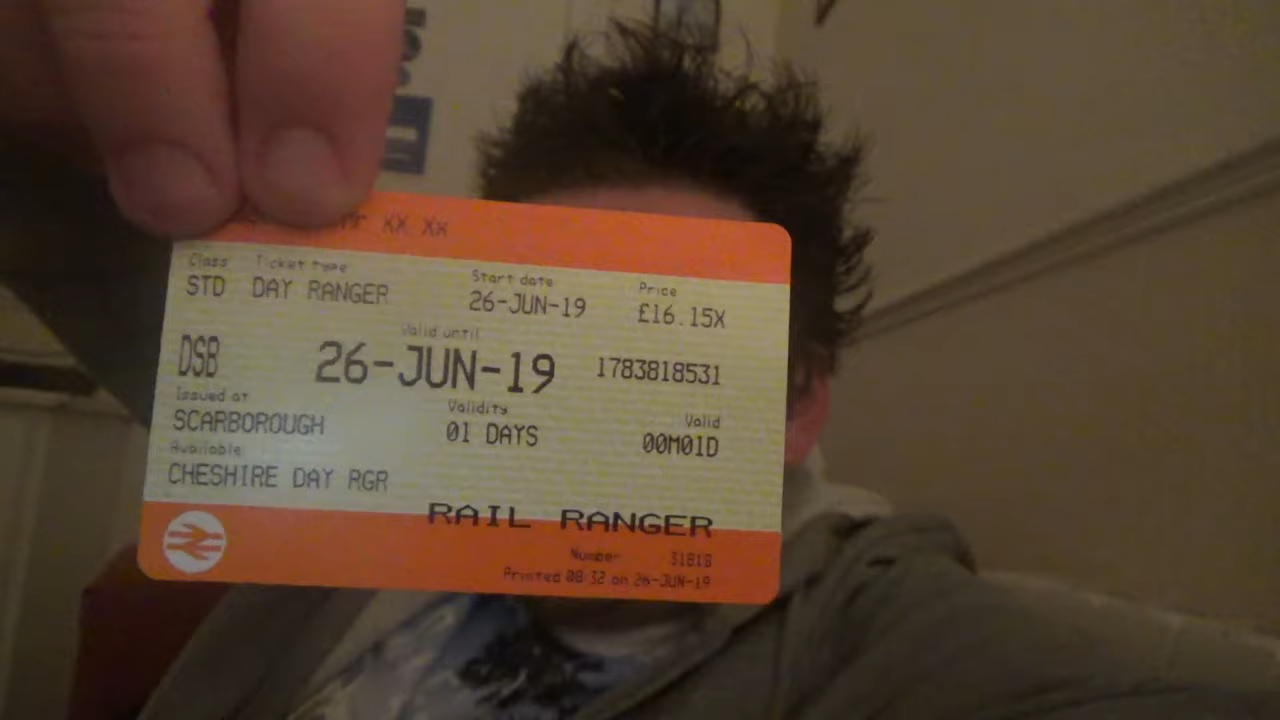 XX XX
Class Ticket type Start date Price
STD DAY RANGER 26-JUN-19 £16.15X
Valid until
DSB 26-JUN-19 1783818531
Issued at Validity Valid
SCARBOROUGH 01 DAYS 00M01D
Available
CHESHIRE DAY RGR
RAIL RANGER
Number 31818
Printed 08:32 on 26-JUN-19